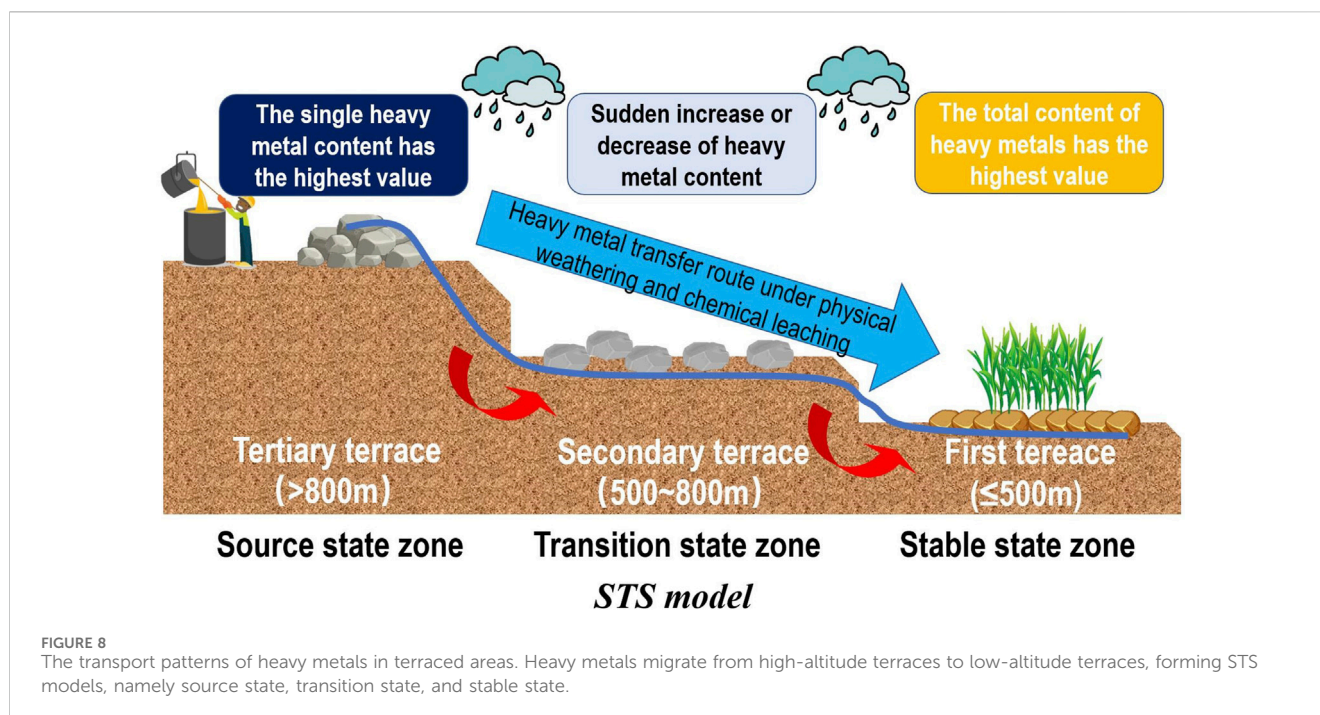 The single heavy
metal content has
the highest value
Sudden increase or
decrease of heavy
metal content
The total content of
heavy metals has the
highest value
Heavy metal transfer route under physical
weathering and chemical leaching
Tertiary terrace
(>800m)
Secondary terrace
(500~800m)
First tereace
(≤500m)
Source state zone
Transition state zone
Stable state zone
STS model
FIGURE 8
The transport patterns of heavy metals in terraced areas. Heavy metals migrate from high-altitude terraces to low-altitude terraces, forming STS
models, namely source state, transition state, and stable state.